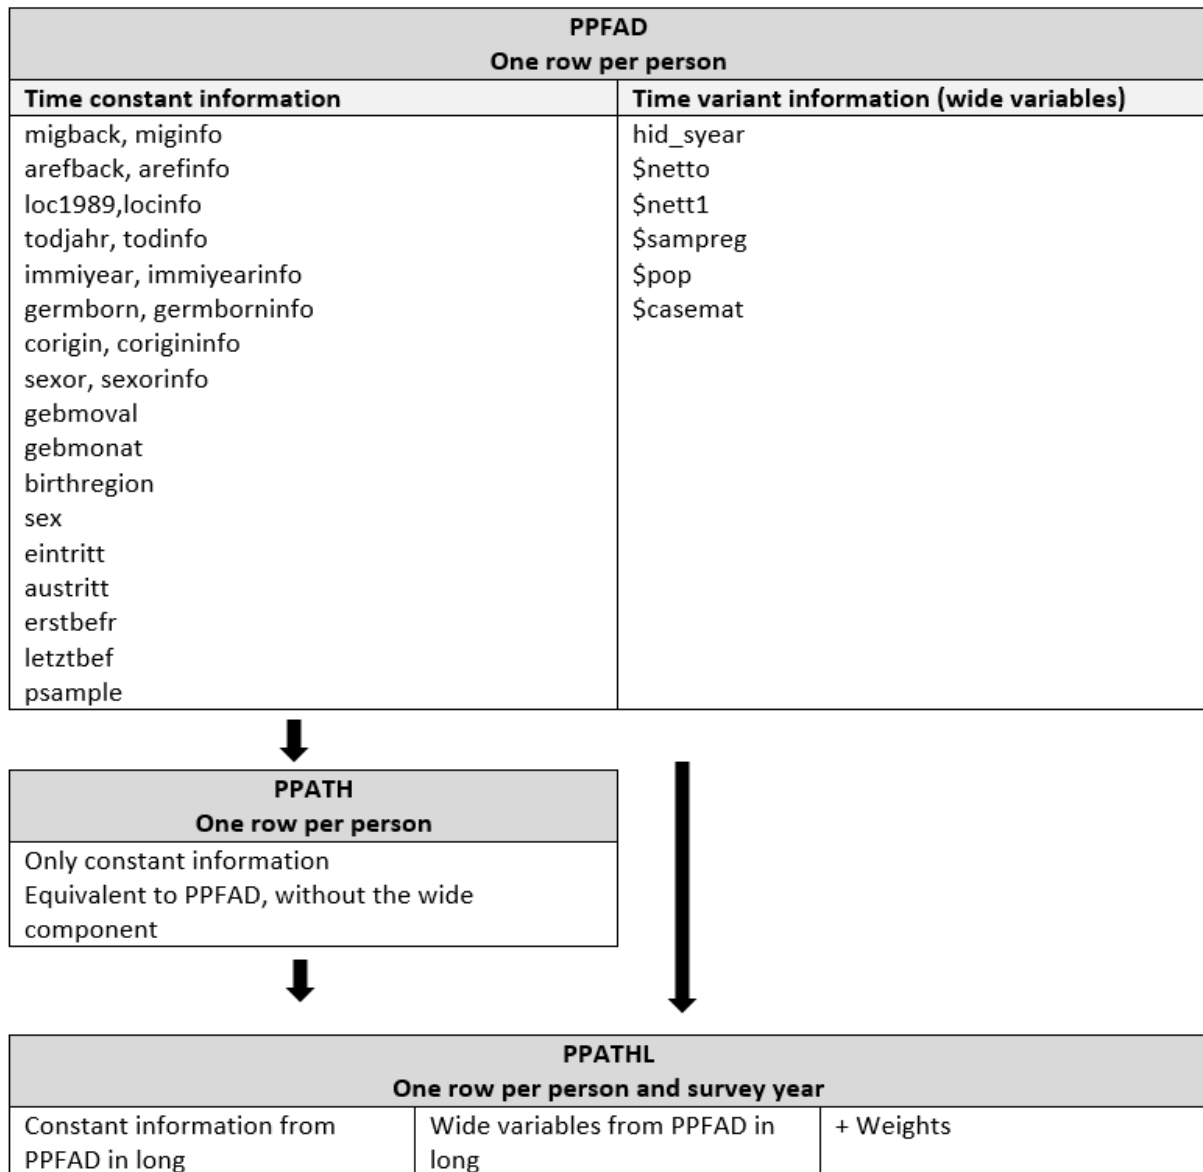 PPFAD
One row per person
Time constant information
migback, miginfo
arefback, arefinfo
loc1989,locinfo
todjahr, todinfo
immiyear, immiyearinfo
germborn, germborninfo
corigin, corigininfo
sexor, sexorinfo
gebmoval
gebmonat
birthregion
sex
eintritt
austritt
erstbefr
letztbef
psample
Time variant information (wide variables)
hid_syear
$netto
$nett1
$sampreg
$pop
$casemat
PPATH
One row per person
Only constant information
Equivalent to PPFAD, without the wide
component
PPATHL
One row per person and survey year
Constant information from
PPFAD in long
Wide variables from PPFAD in
long
+ Weights